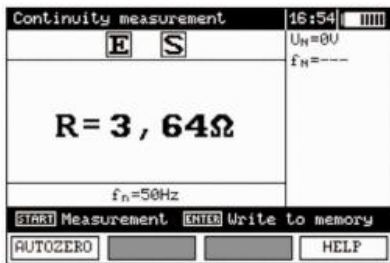 Continuity measurement 16:54
E S
U_N=0V
f_N=---
R= 3,64Ω
f_n=50Hz
START Measurement ENTER Write to memory
AUTOZERO HELP